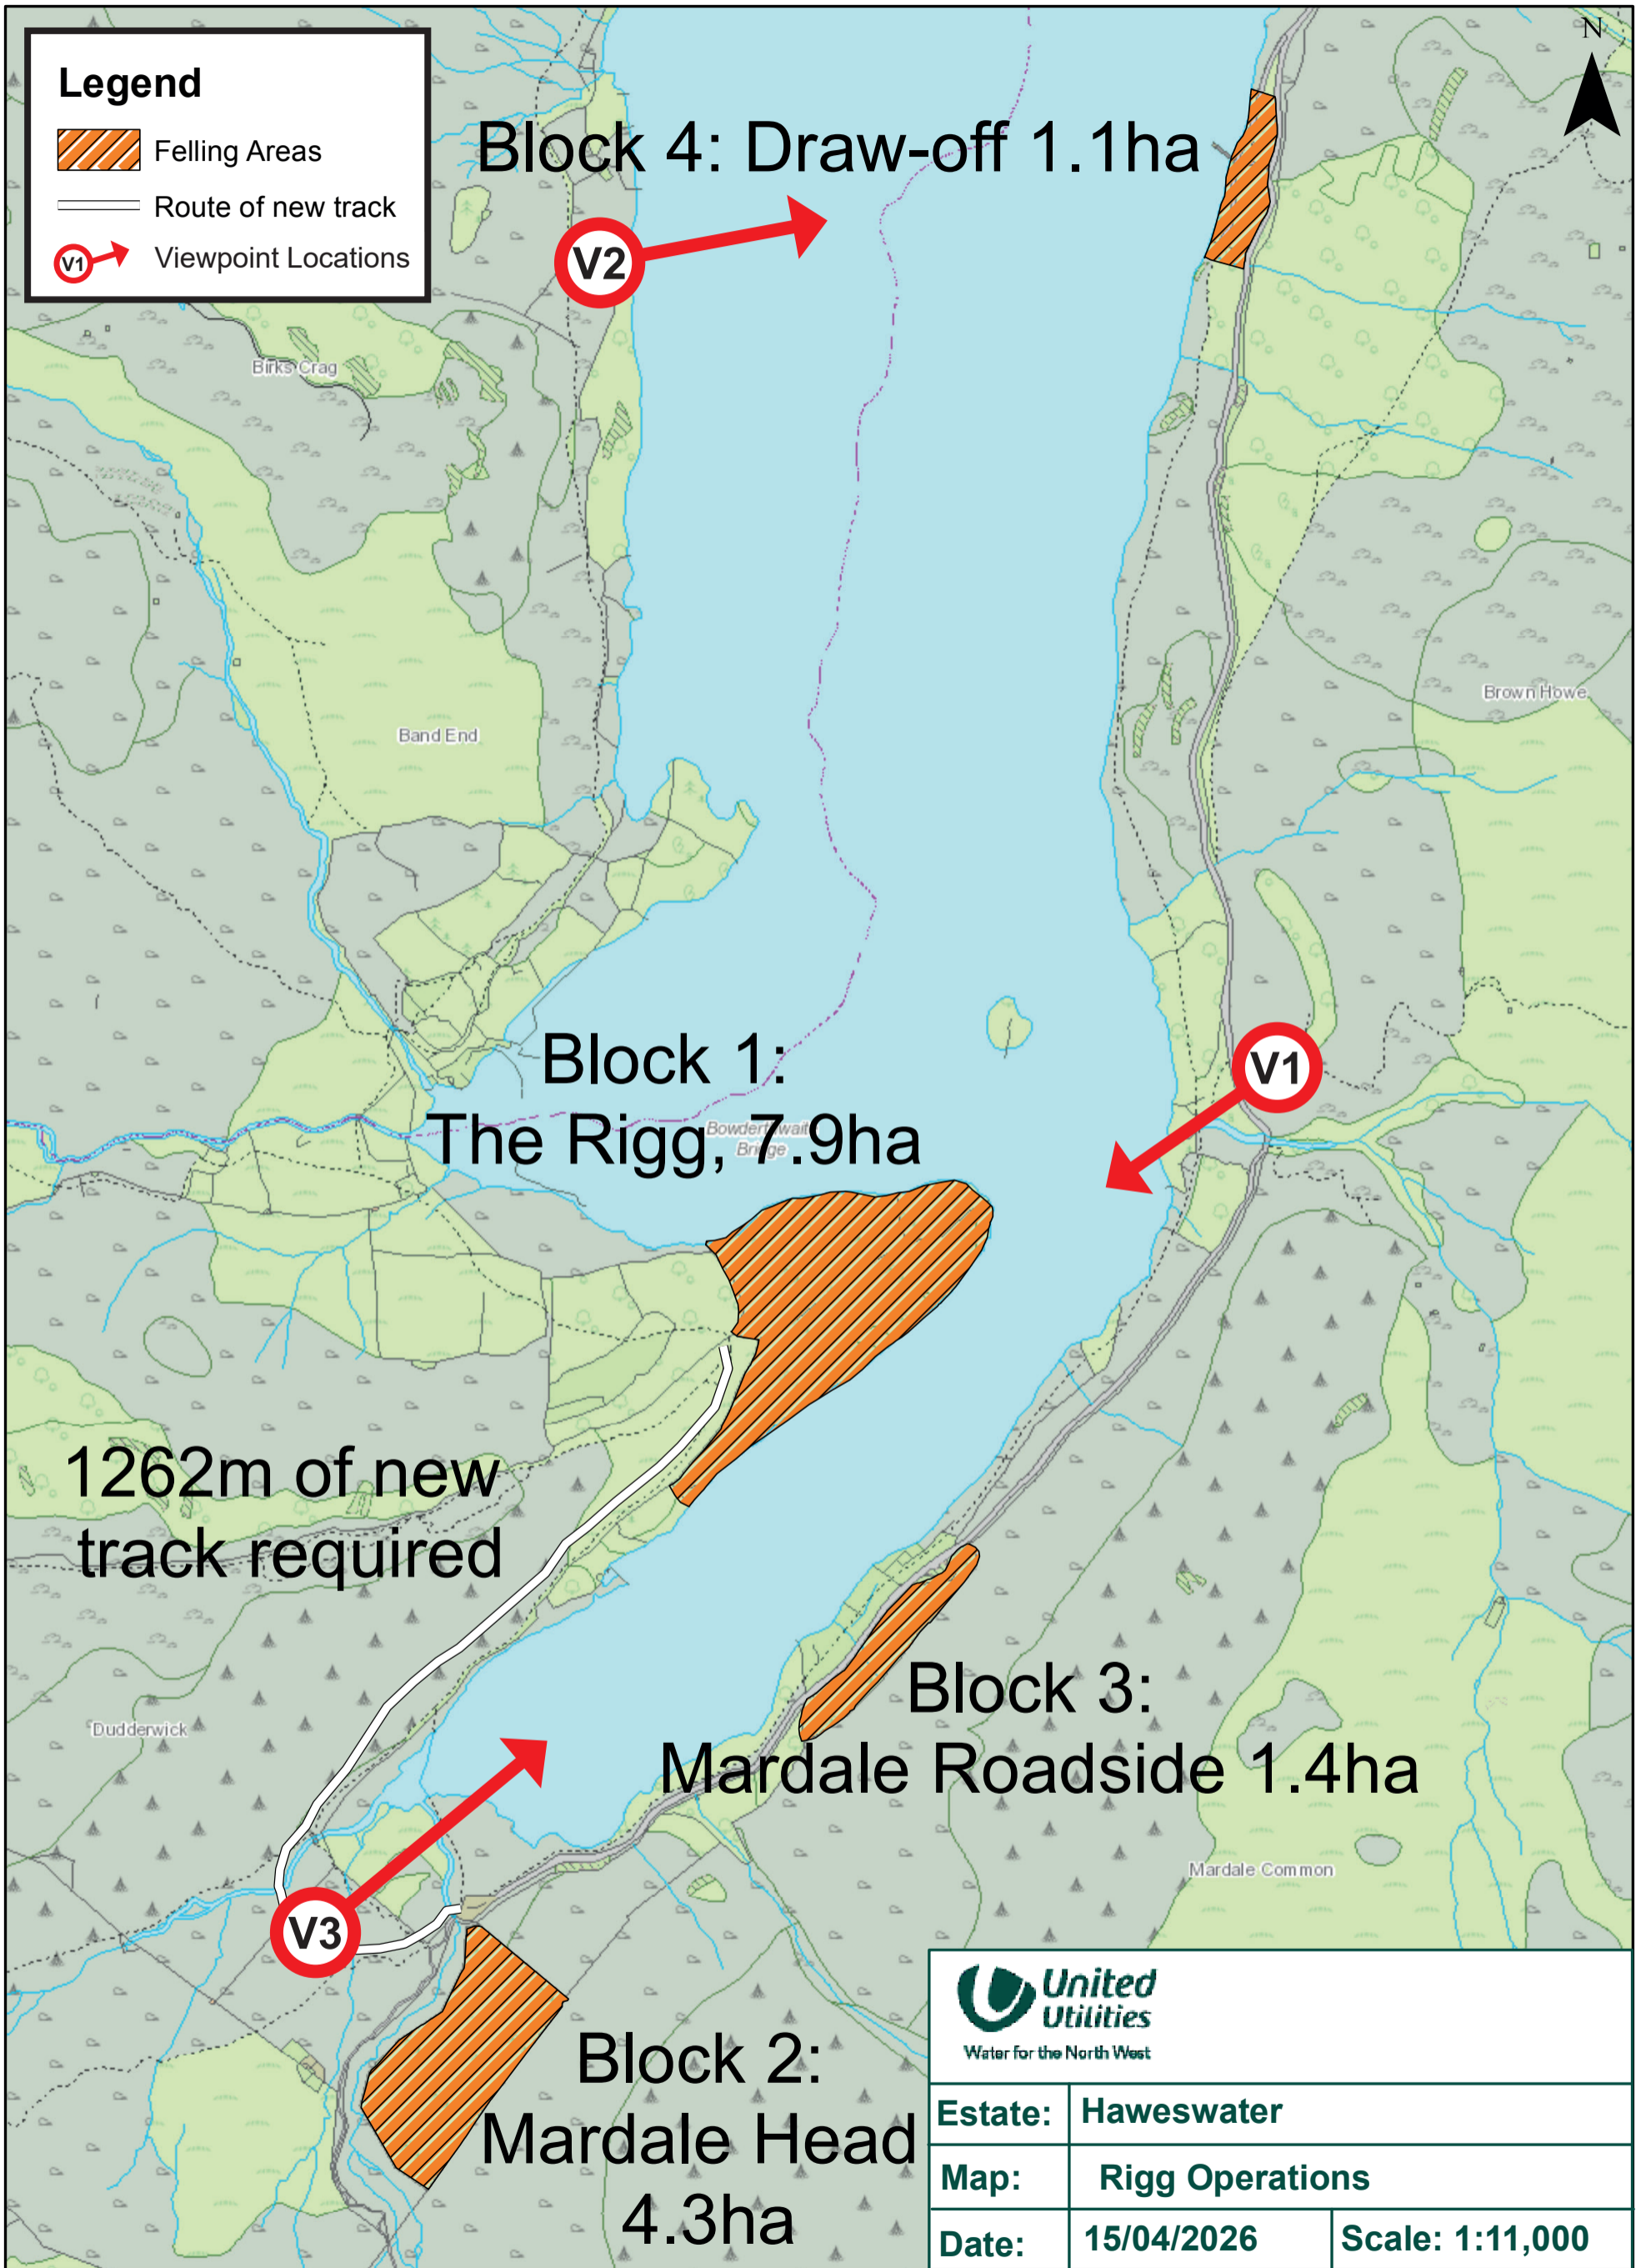 Legend
Felling Areas
Route of new track
V1
Viewpoint Locations
N
Block 4: Draw-off 1.1ha
V2
Birks Crag
Brown Howe
Band End
Block 1:
The Rigg, 7.9ha
Bridge
V1
1262m of new
track required
Block 3:
Mardale Roadside 1.4ha
Dudderwick
Mardale Common
V3
Block 2:
Mardale Head
4.3ha
United
Utilities
Water for the North West
Estate: Haweswater
Map: Rigg Operations
Date: 15/04/2026 Scale: 1:11,000